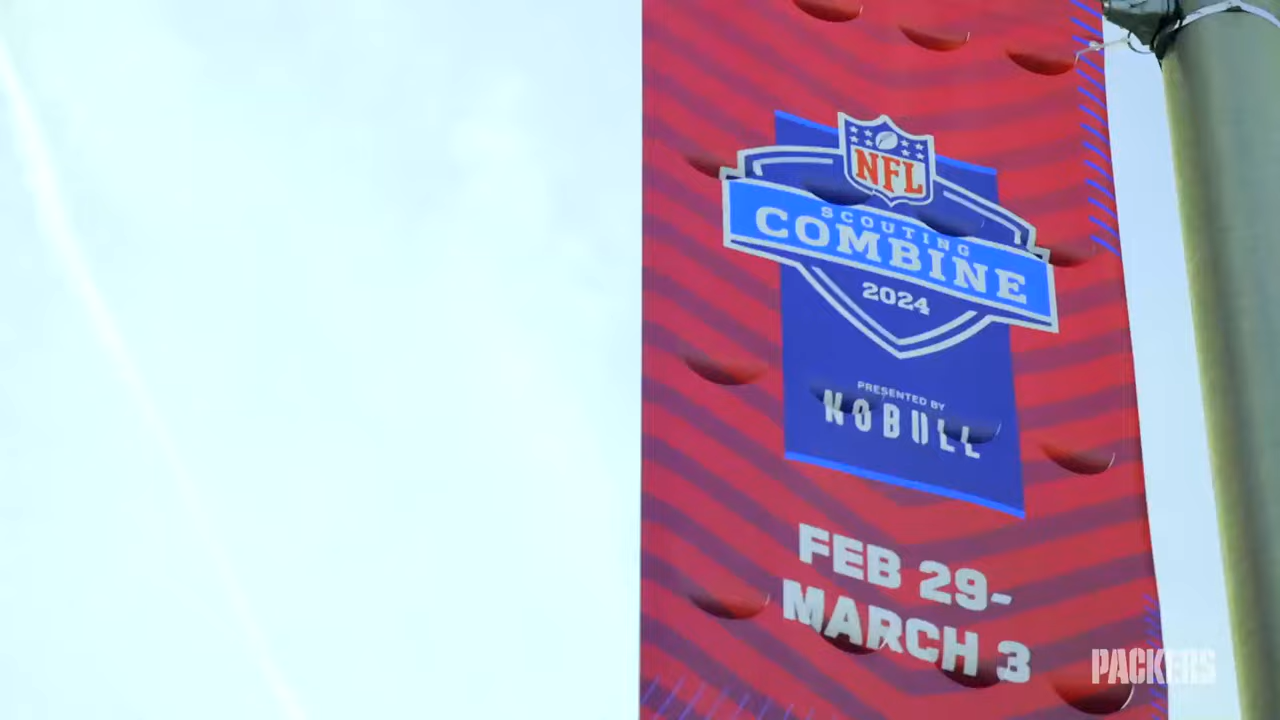 NFL
SCOUTING
COMBINE
2024
PRESENTED BY
NOBULL
FEB 29-
MARCH 3
PACKERS